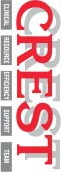 CREST
CLINICAL RESOURCE EFFICIENCY SUPPORT TEAM